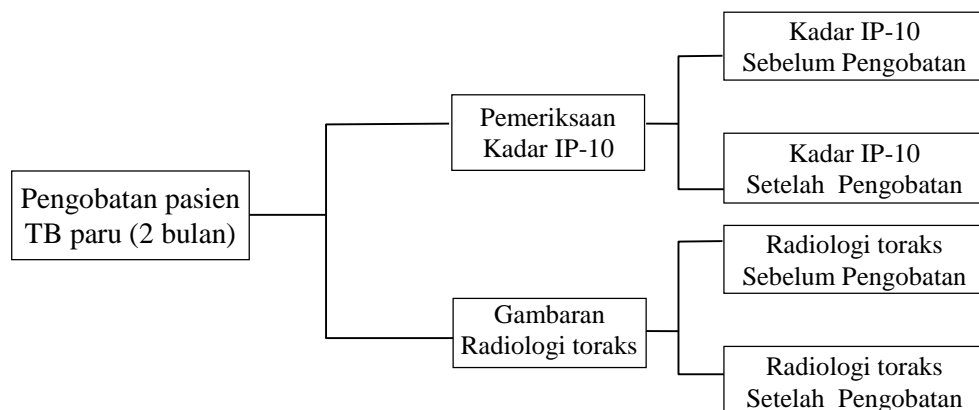 Pengobatan pasien
TB paru (2 bulan)
Pemeriksaan
Kadar IP-10
Kadar IP-10
Sebelum Pengobatan
Kadar IP-10
Setelah Pengobatan
Gambaran
Radiologi toraks
Radiologi toraks
Sebelum Pengobatan
Radiologi toraks
Setelah Pengobatan